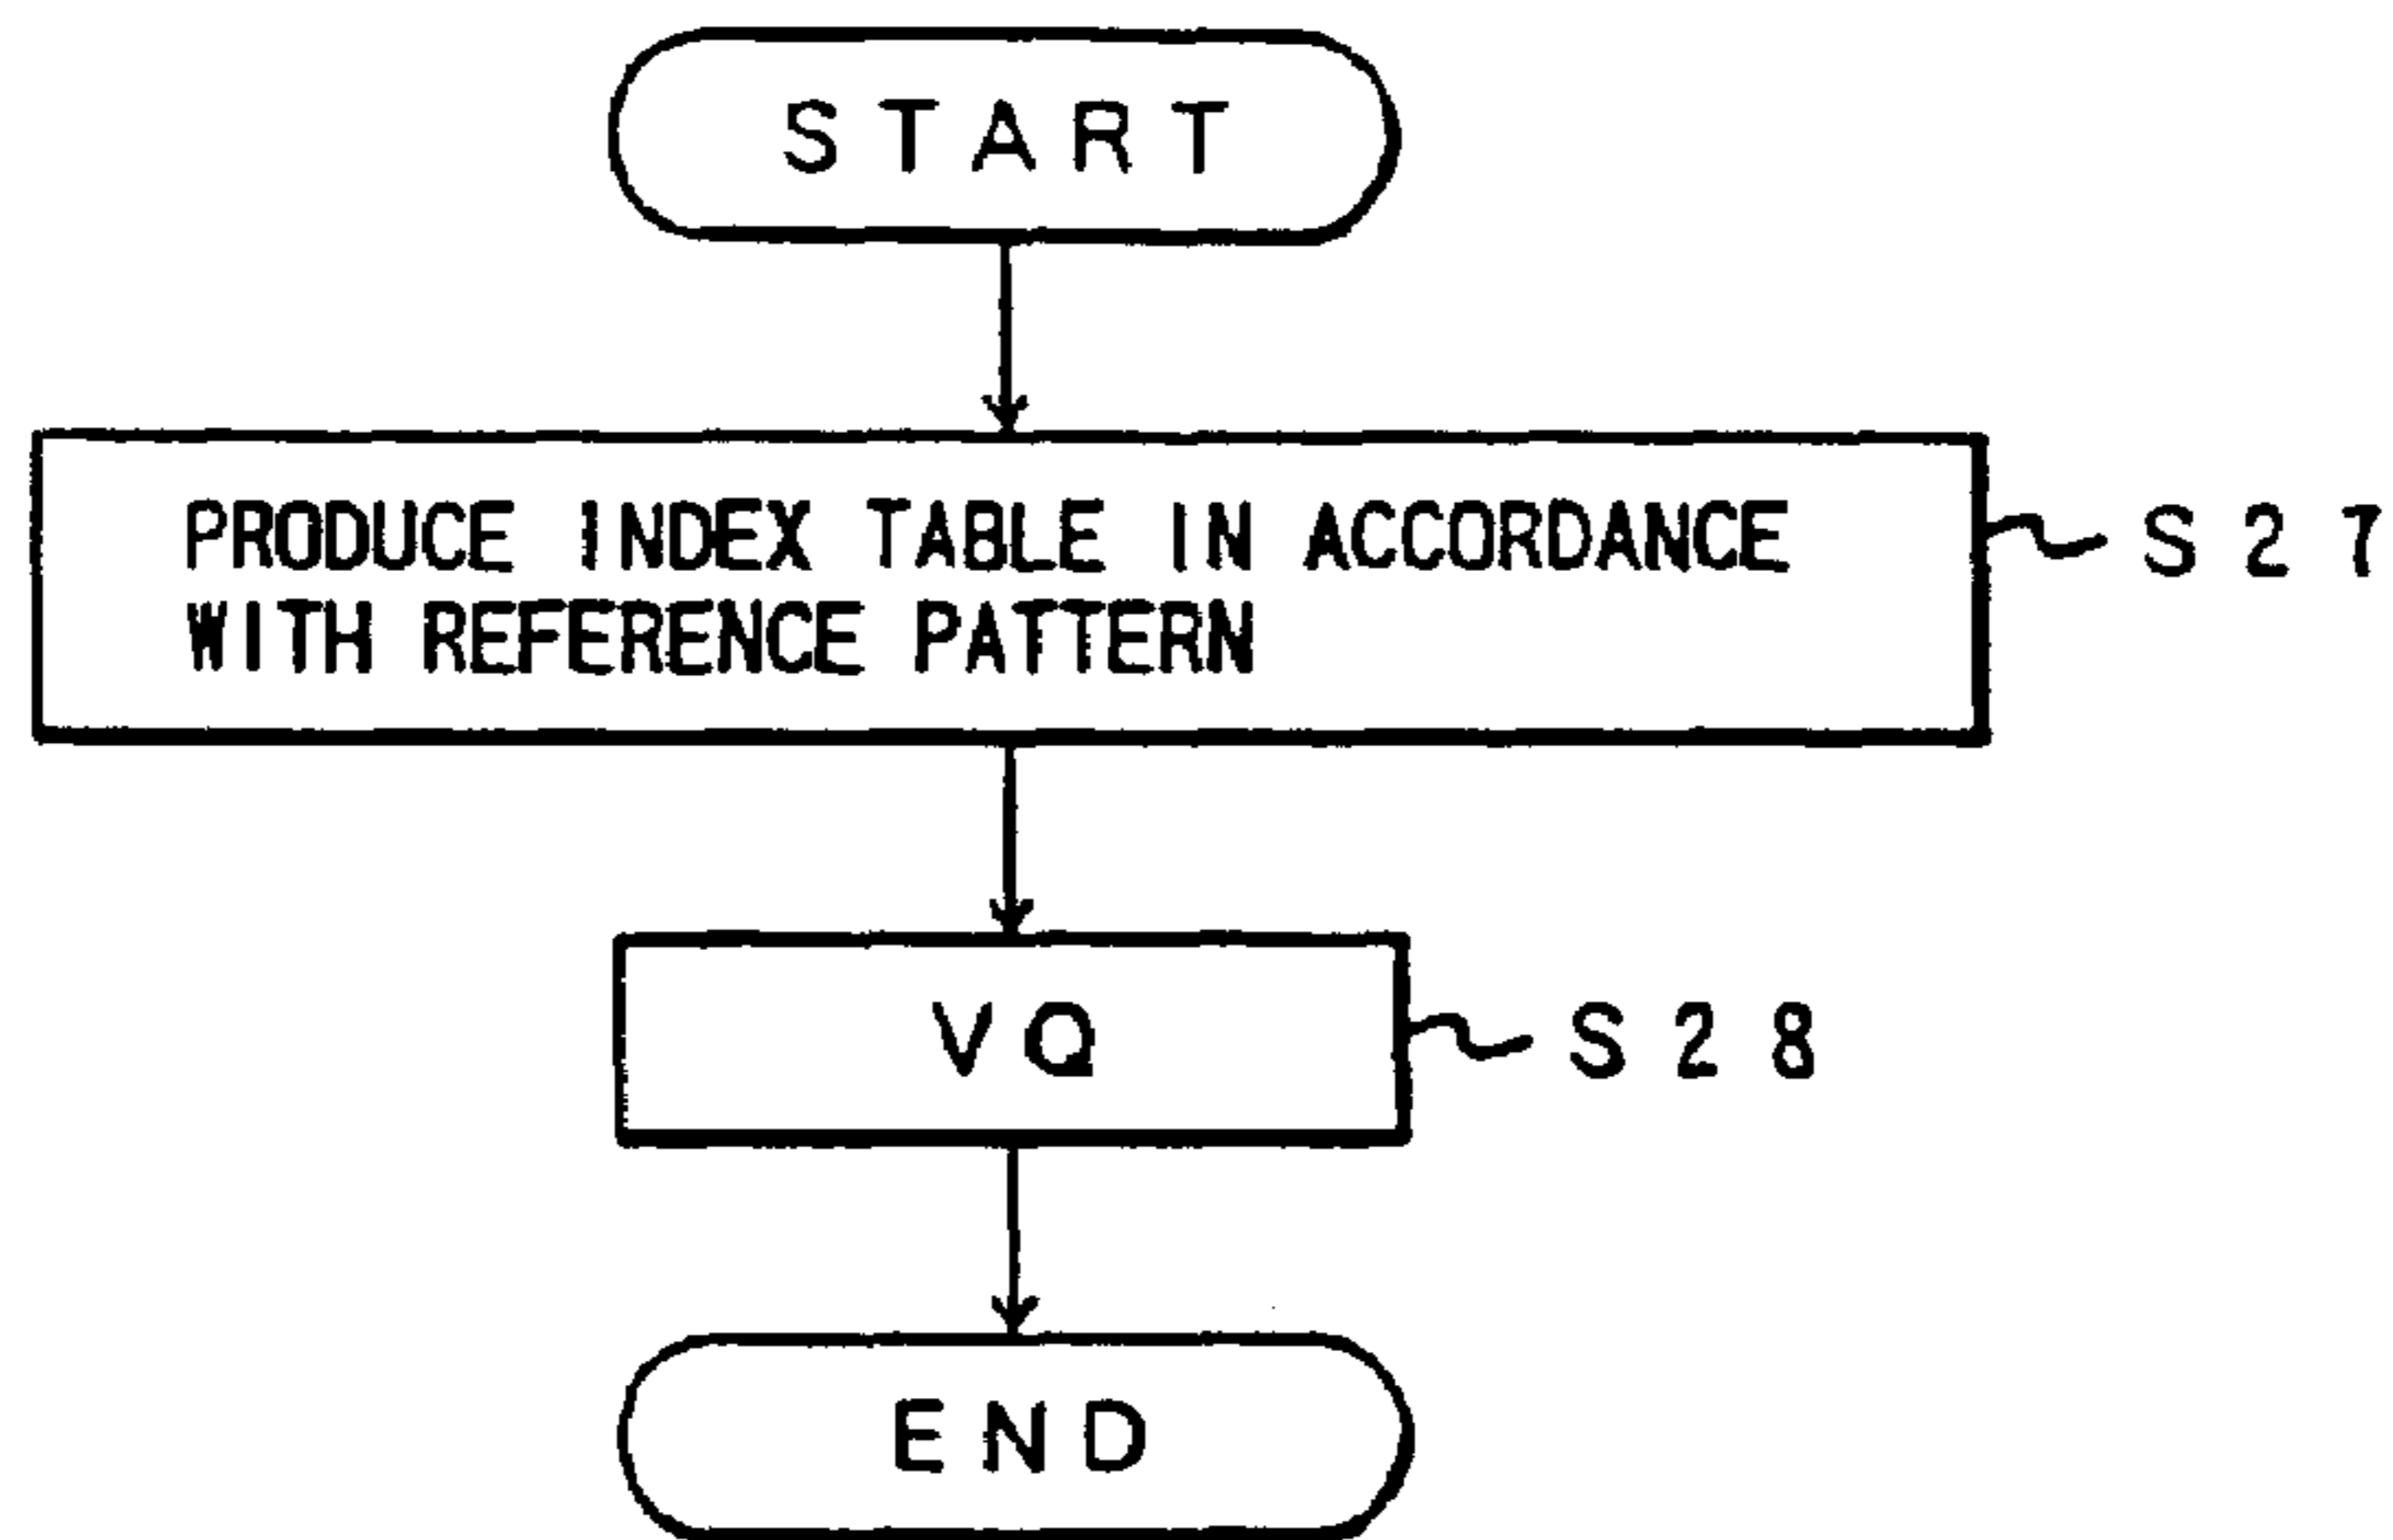 START
PRODUCE INDEX TABLE IN ACCORDANCE
WITH REFERENCE PATTERN
S27
VQ
S28
END